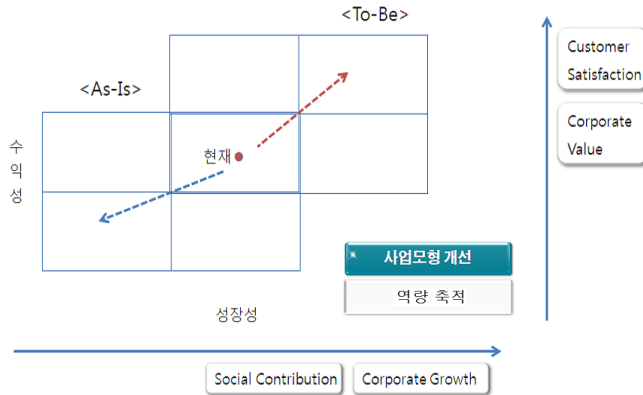 <To-Be>
<As-Is>
Customer
Satisfaction
Corporate
Value
수
익
성
현재
사업모형 개선
역량 축적
성장성
Social Contribution
Corporate Growth